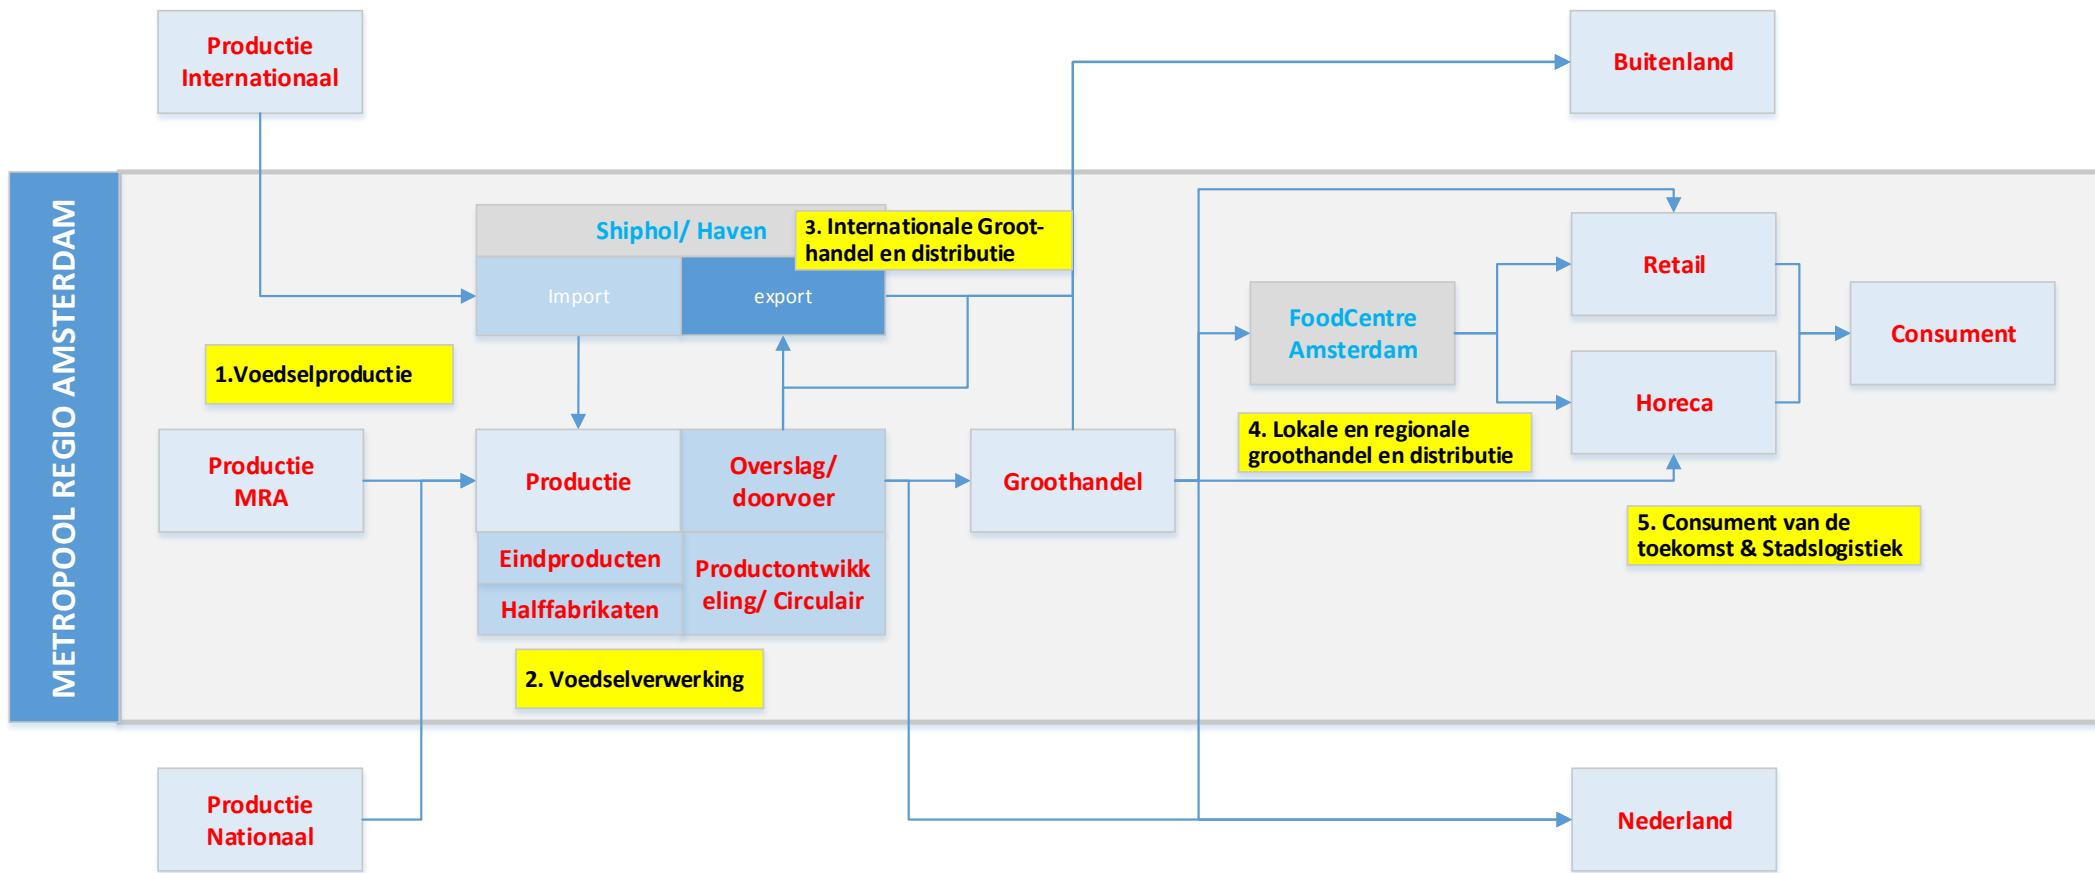 Productie
Internationaal
Buitenland
METROPOOL REGIO AMSTERDAM
Shiphol/ Haven
3. Internationale Groot-
handel en distributie
Import
export
Retail
FoodCentre
Amsterdam
Consument
1.Voedselproductie
Horeca
4. Lokale en regionale
groothandel en distributie
Productie
MRA
Productie
Overslag/
doorvoer
Groothandel
5. Consument van de
toekomst & Stadslogistiek
Eindproducten
Halffabrikaten
Productontwikk
eling/ Circulair
2. Voedselverwerking
Productie
Nationaal
Nederland